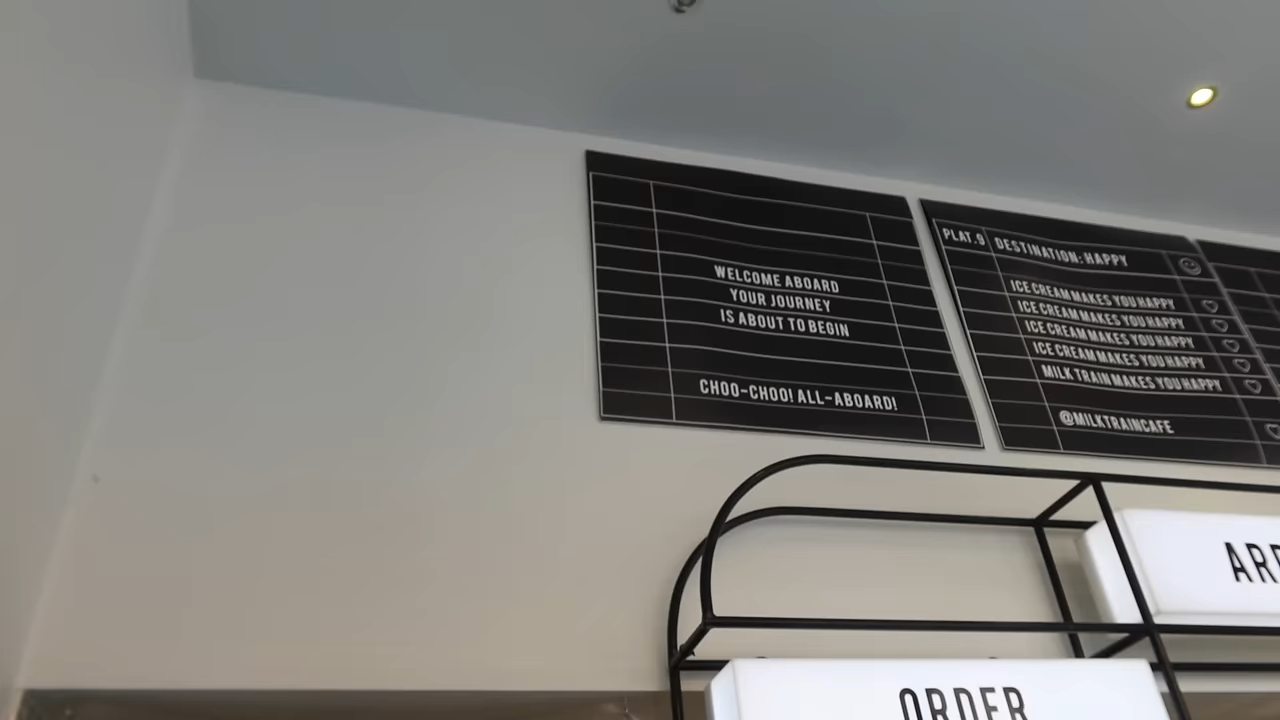 WELCOME ABOARD
YOUR JOURNEY
IS ABOUT TO BEGIN
CHOO-CHOO! ALL-ABOARD!
PLAT.9 DESTINATION: HAPPY
ICE CREAM MAKES YOU HAPPY
ICE CREAM MAKES YOU HAPPY
ICE CREAM MAKES YOU HAPPY
ICE CREAM MAKES YOU HAPPY
MILK TRAIN MAKES YOU HAPPY
@MILKTRAINCAFE
ORDER